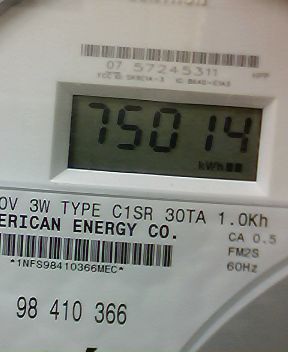 07 57245311
75014
kWh
0V 3W TYPE C1SR 30TA 1.0Kh
ERICAN ENERGY CO.
CA 0.5
FM2S
60Hz
*1NFS98410366MEC*
98 410 366